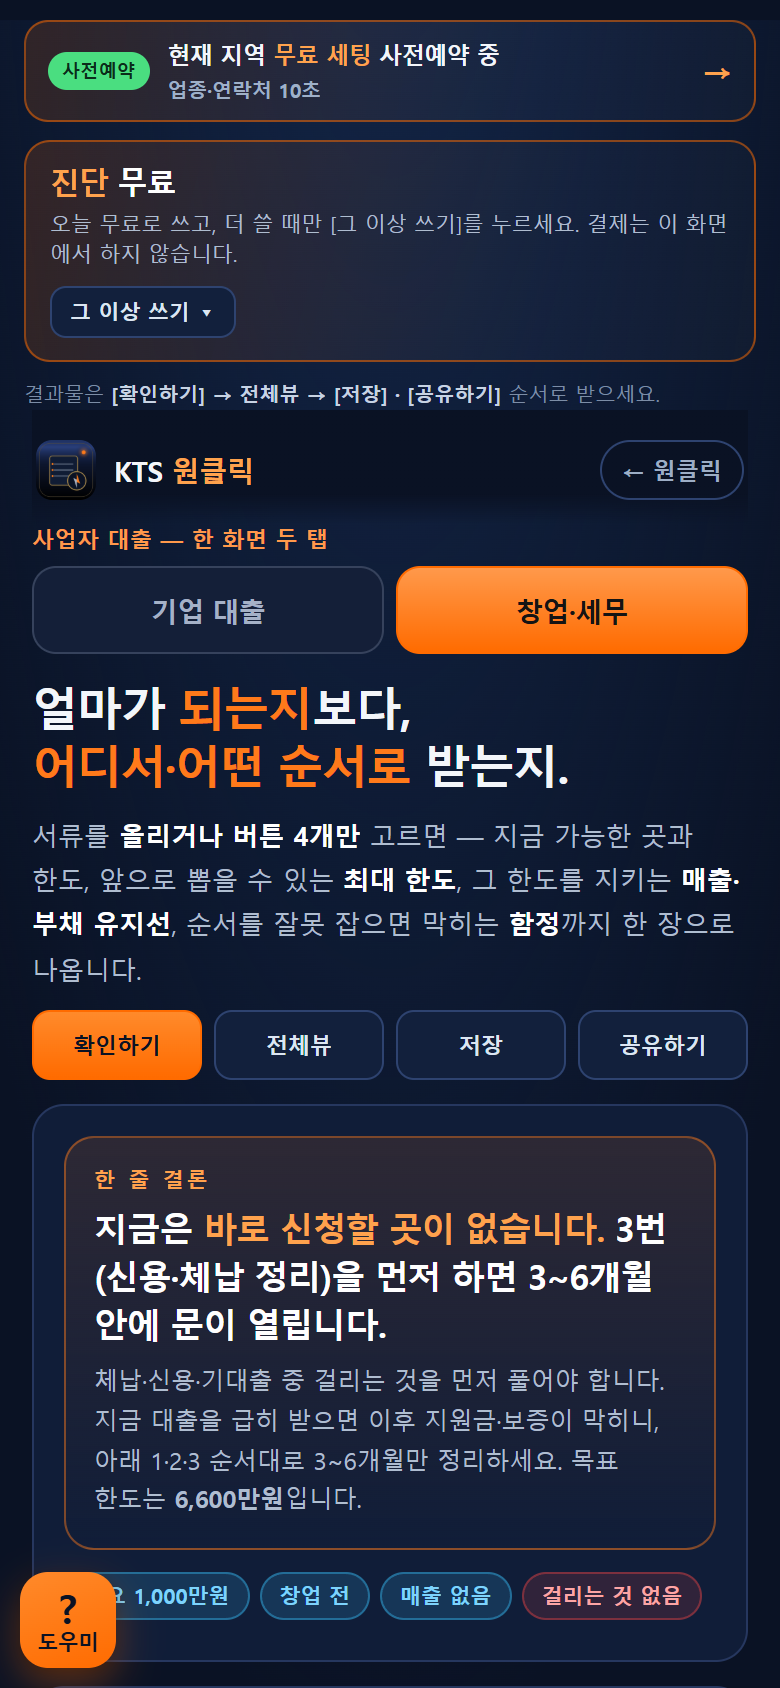 사전예약
현재 지역 무료 세팅 사전예약 중
업종·연락처 10초
→
진단 무료
오늘 무료로 쓰고, 더 쓸 때만 [그 이상 쓰기]를 누르세요. 결제는 이 화면
에서 하지 않습니다.
그 이상 쓰기 ▼
결과물은 [확인하기] → 전체뷰 → [저장] · [공유하기] 순서로 받으세요.
KTS 원클릭
← 원클릭
사업자 대출 — 한 화면 두 탭
기업 대출
창업·세무
얼마가 되는지보다,
어디서·어떤 순서로 받는지.
서류를 올리거나 버튼 4개만 고르면 — 지금 가능한 곳과
한도, 앞으로 뽑을 수 있는 최대 한도, 그 한도를 지키는 매출·
부채 유지선, 순서를 잘못 잡으면 막히는 함정까지 한 장으로
나옵니다.
확인하기
전체뷰
저장
공유하기
한 줄 결론
지금은 바로 신청할 곳이 없습니다. 3번
(신용·체납 정리)을 먼저 하면 3~6개월
안에 문이 열립니다.
체납·신용·기대출 중 걸리는 것을 먼저 풀어야 합니다.
지금 대출을 급히 받으면 이후 지원금·보증이 막히니,
아래 1·2·3 순서대로 3~6개월만 정리하세요. 목표
한도는 6,600만원입니다.
1,000만원
창업 전
매출 없음
걸리는 것 없음
?
도우미